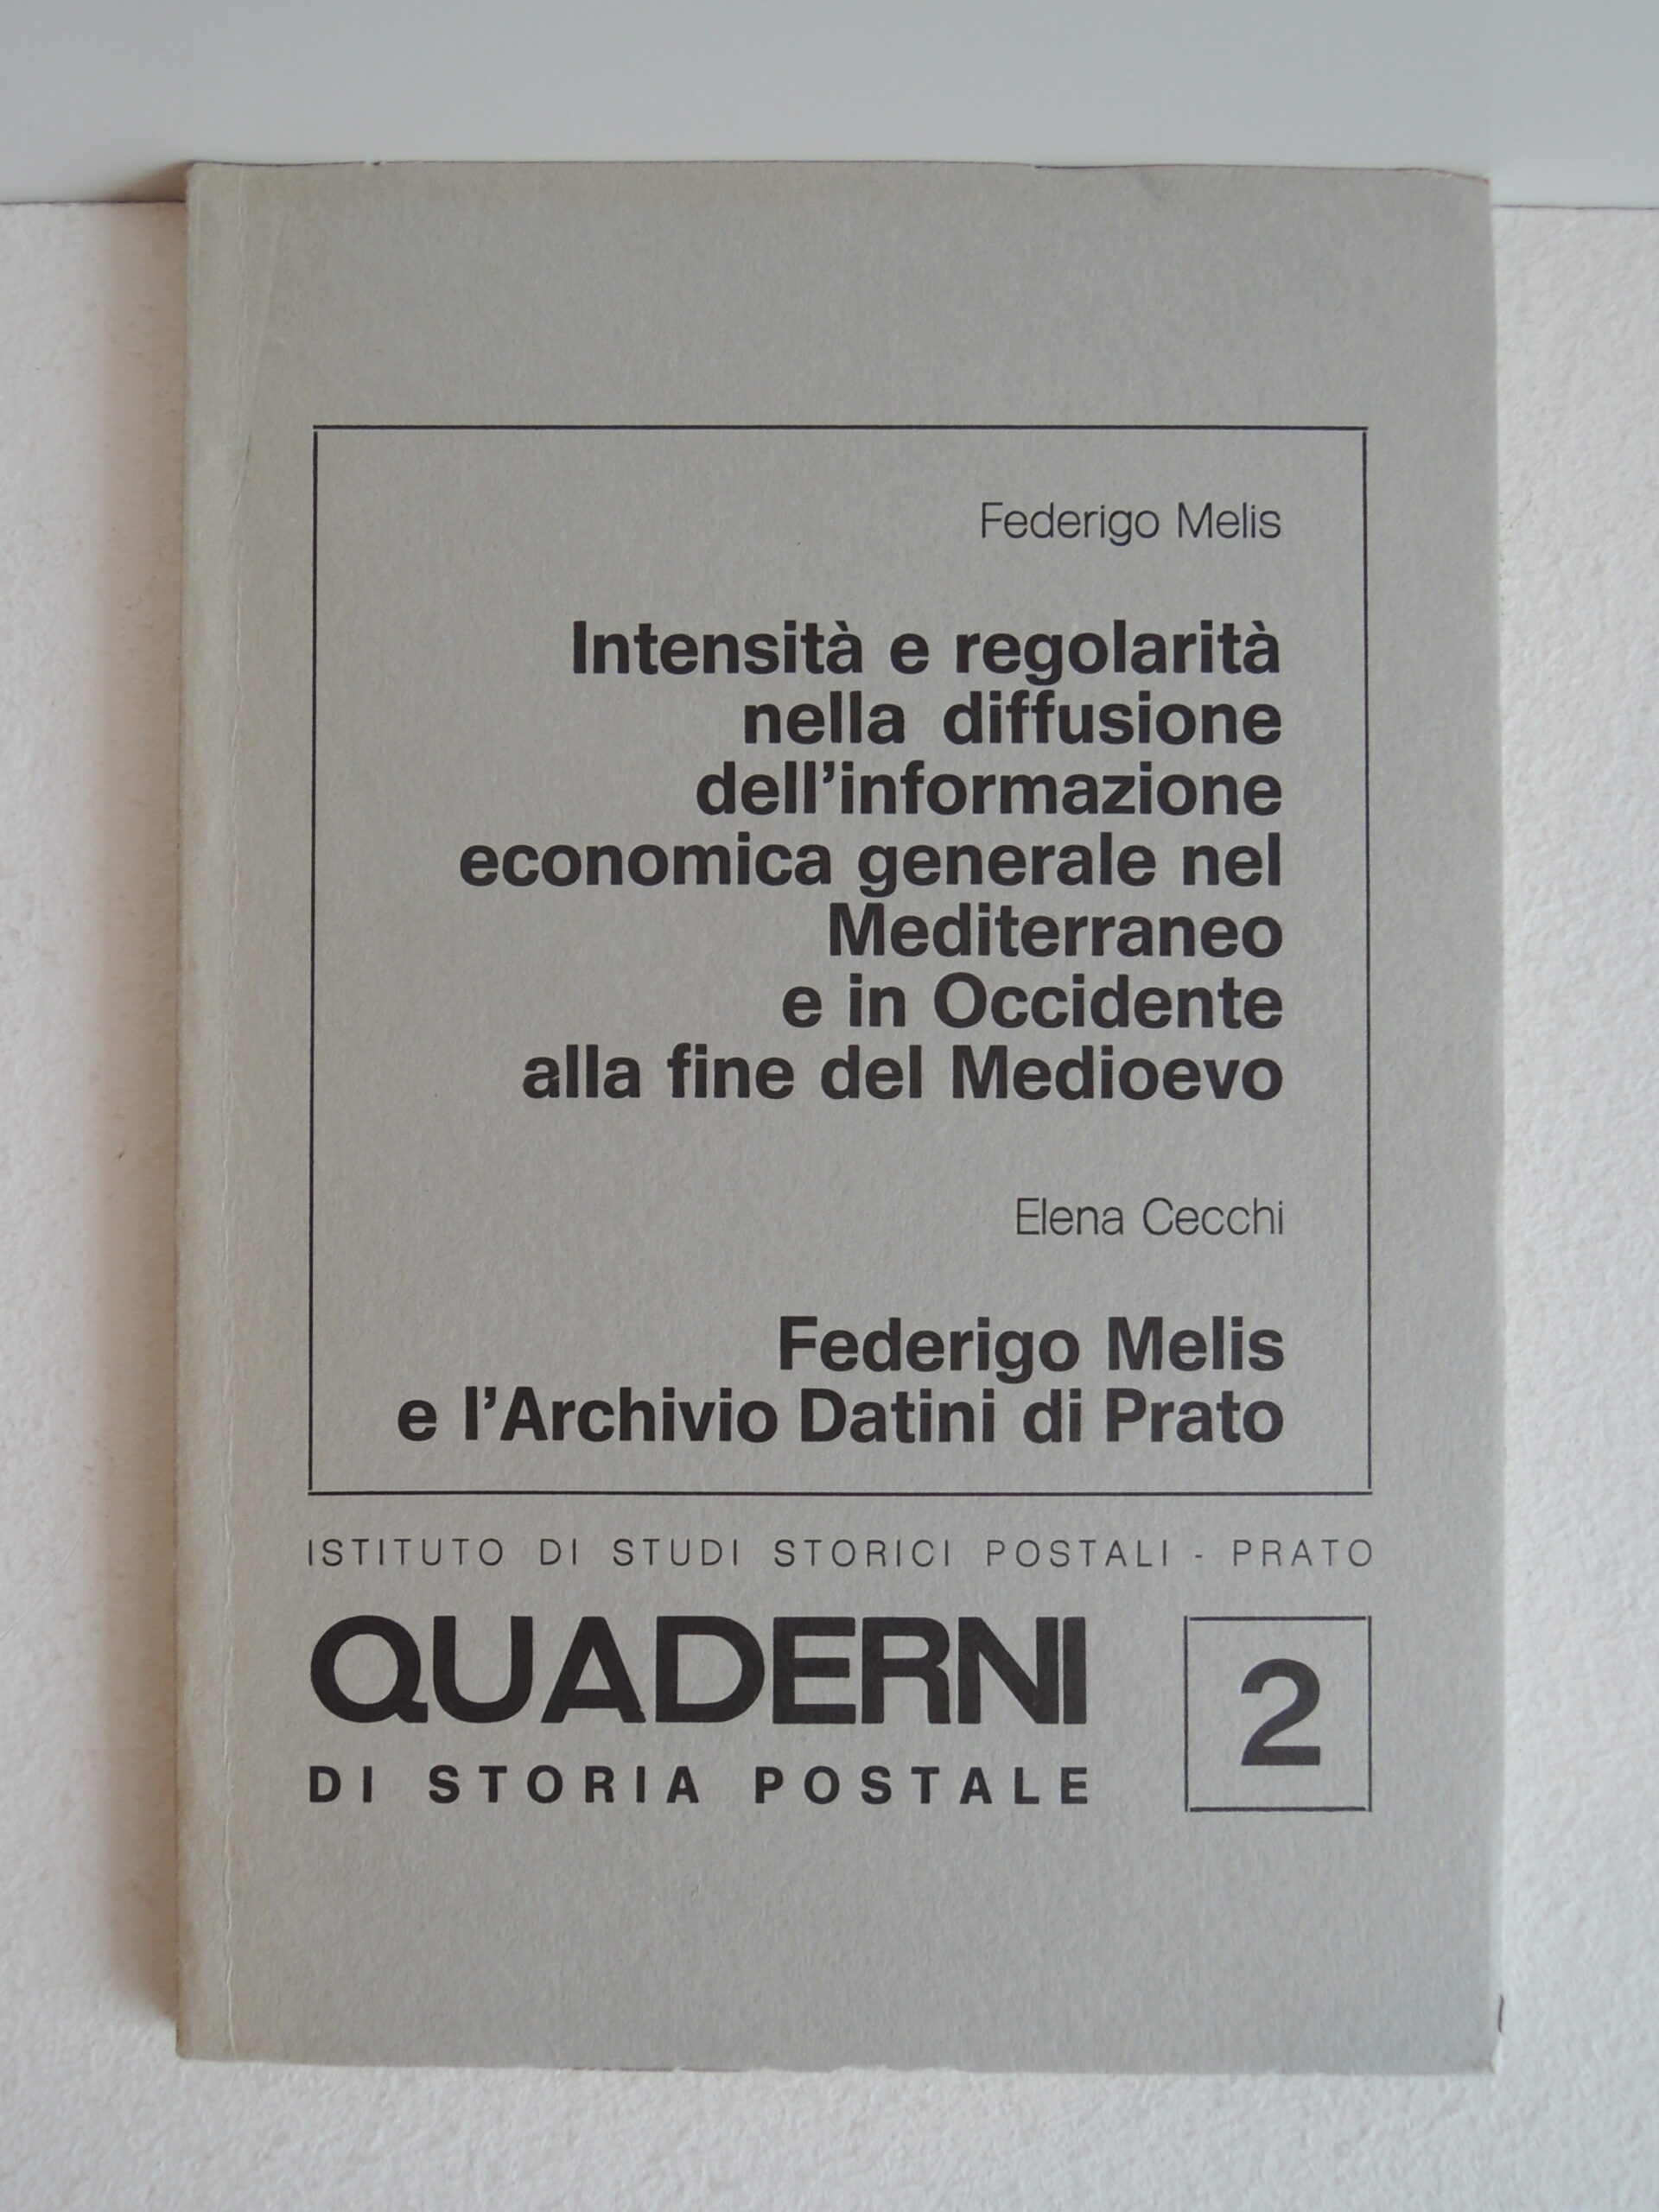 Federigo Melis
Intensità e regolarità
nella diffusione
dell'informazione
economica generale nel
Mediterraneo
e in Occidente
alla fine del Medioevo
Elena Cecchi
Federigo Melis
e l'Archivio Datini di Prato
ISTITUTO DI STUDI STORICI POSTALI - PRATO
QUADERNI
DI STORIA POSTALE
2